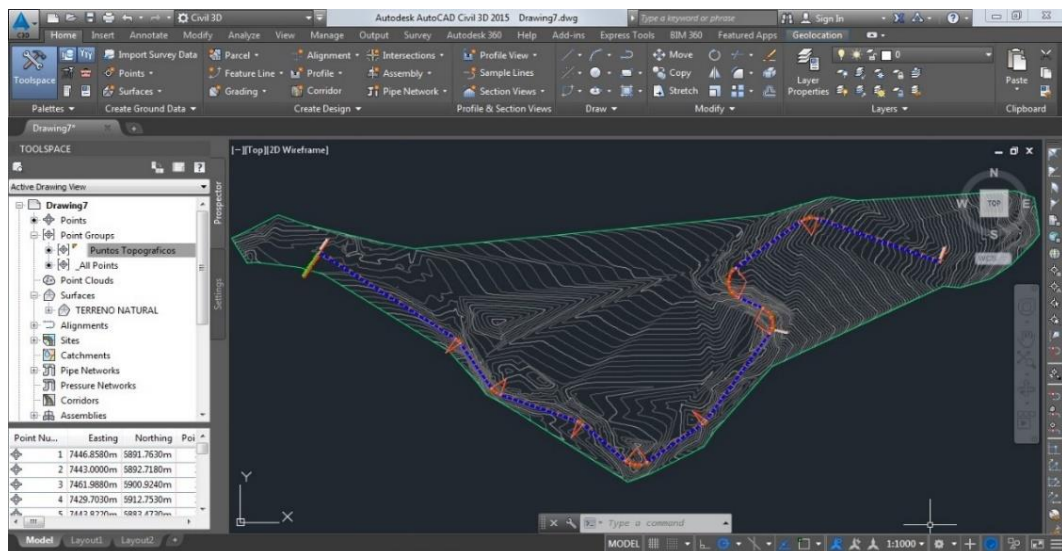 Civil 3D Autodesk AutoCAD Civil 3D 2015 Drawing7.dwg Type a keyword or phrase Sign In
C3D Home Insert Annotate Modify Analyze View Manage Output Survey Autodesk 360 Help Add-ins Express Tools BIM 360 Featured Apps Geolocation
Import Survey Data Parcel Alignment Intersections Profile View Move 0
Toolspace Points Feature Line Profile Assembly Sample Lines Copy Layer Properties Paste
Surfaces Grading Corridor Pipe Network Section Views Stretch
Palettes Create Ground Data Create Design Profile & Section Views Draw Modify Layers Clipboard
Drawing7*
TOOLSPACE [−][Top][2D Wireframe]
Active Drawing View
Prospector
Settings
Drawing7
Points
Point Groups
Puntos Topograficos
_All Points
Point Clouds
Surfaces
TERRENO NATURAL
Alignments
Sites
Catchments
Pipe Networks
Pressure Networks
Corridors
Assemblies
N
W TOP E
S
WCS
Point Nu... Easting Northing Poi
1 7446.8580m 5891.7630m
2 7443.0000m 5892.7180m
3 7461.9880m 5900.9240m
4 7429.7030m 5912.7530m
Y
X
Type a command
Model Layout1 Layout2 + MODEL 1:1000